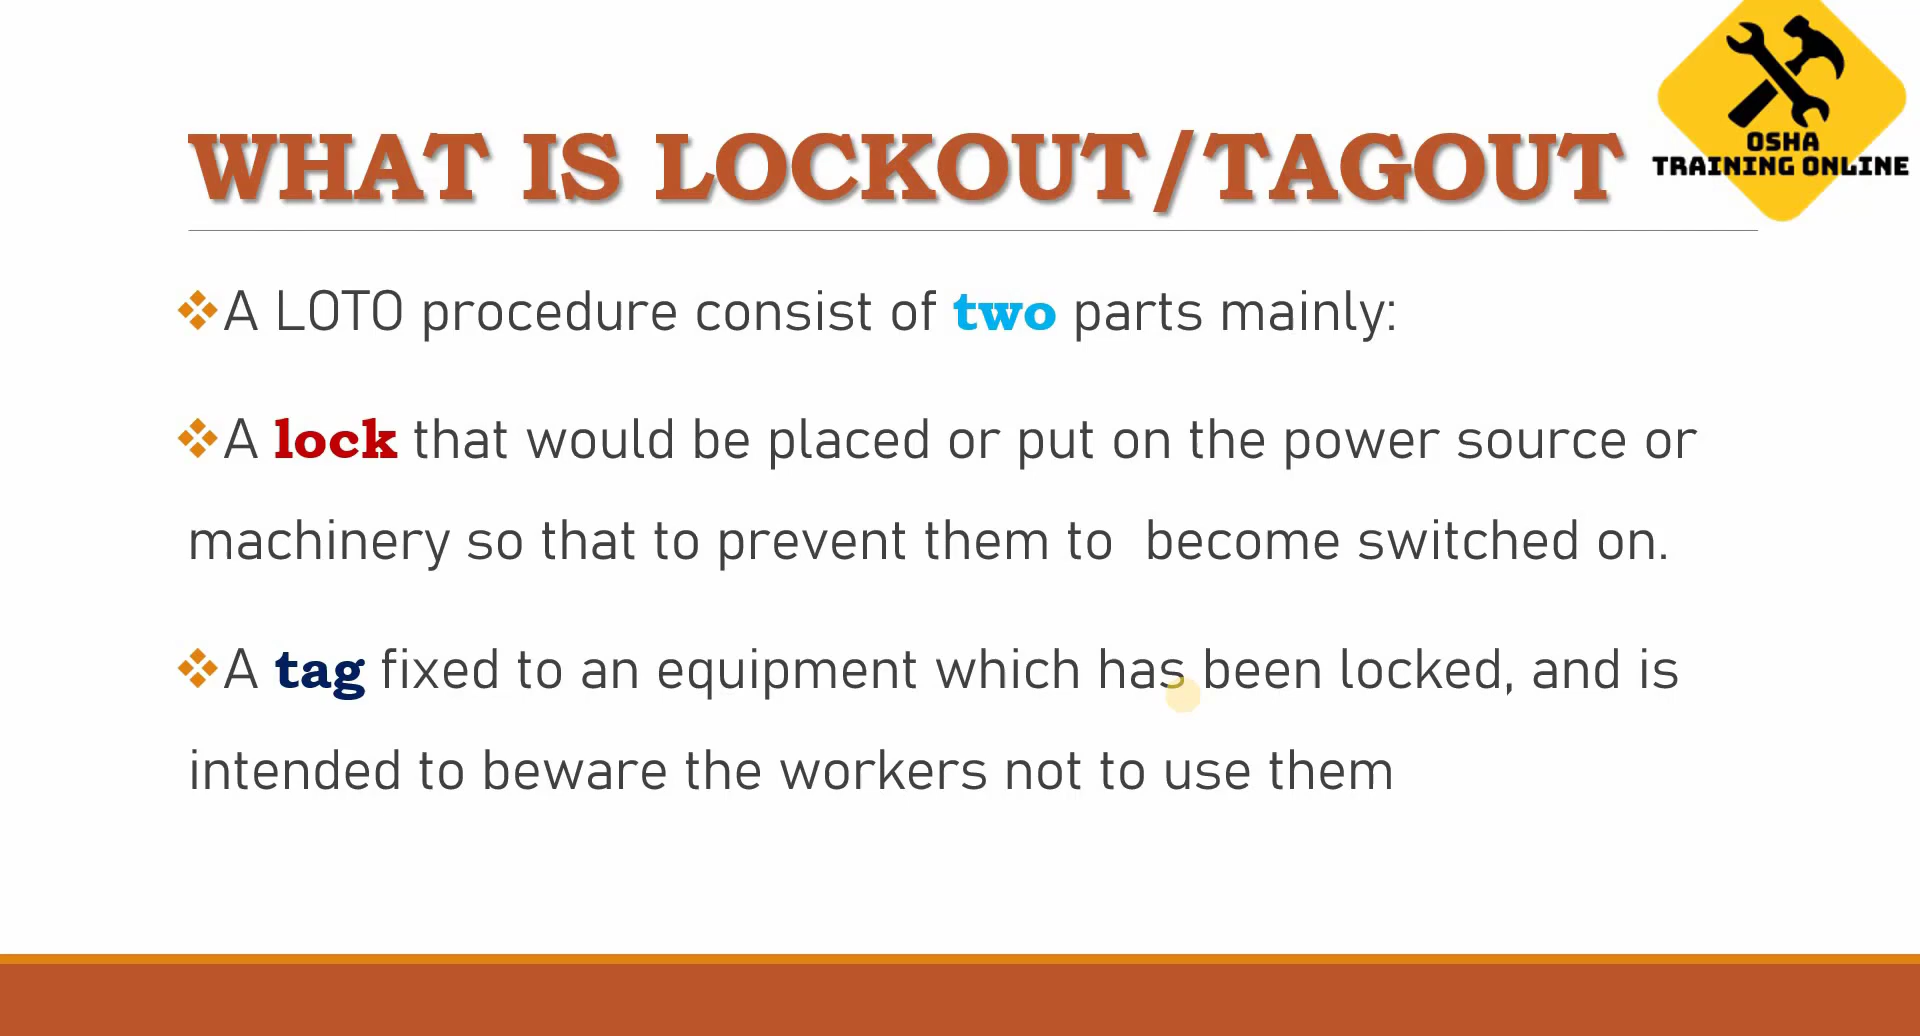 OSHA
TRAINING ONLINE
WHAT IS LOCKOUT/TAGOUT
A LOTO procedure consist of two parts mainly:
A lock that would be placed or put on the power source or
machinery so that to prevent them to  become switched on.
A tag fixed to an equipment which has been locked, and is
intended to beware the workers not to use them